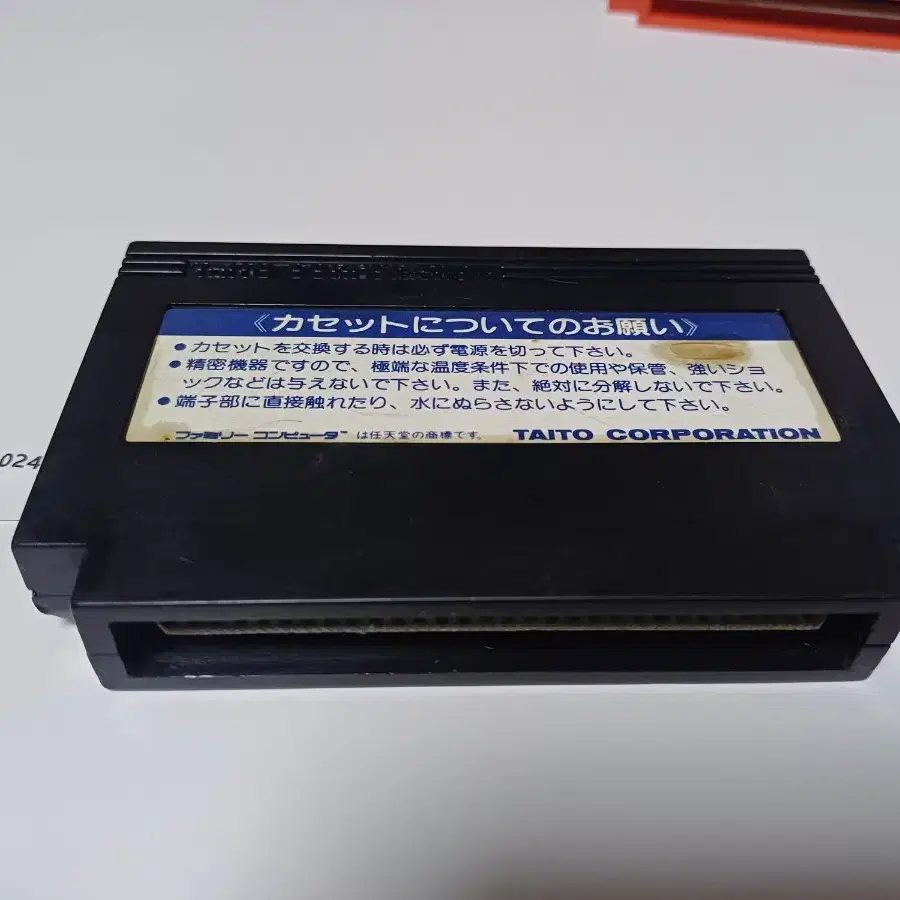 《カセットについてのお願い》
●カセットを交換する時は必ず電源を切って下さい。
●精密機器ですので、極端な温度条件下での使用や保管、強いショ
ックなどは与えないで下さい。また、絶対に分解しないで下さい。
●端子部に直接触れたり、水にぬらさないようにして下さい。
ファミリーコンピュータ™は任天堂の商標です。 TAITO CORPORATION
024